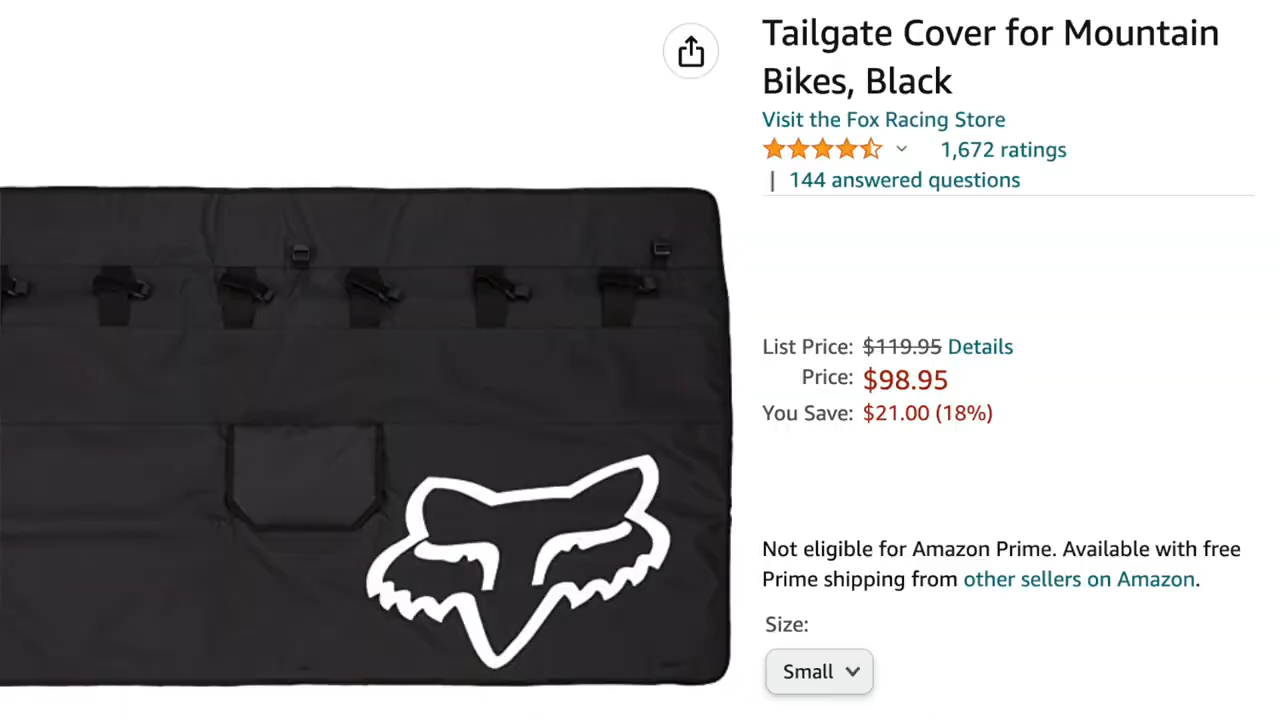 Tailgate Cover for Mountain
Bikes, Black
Visit the Fox Racing Store
1,672 ratings
| 144 answered questions
List Price: $119.95 Details
Price: $98.95
You Save: $21.00 (18%)
Not eligible for Amazon Prime. Available with free
Prime shipping from other sellers on Amazon.
Size:
Small